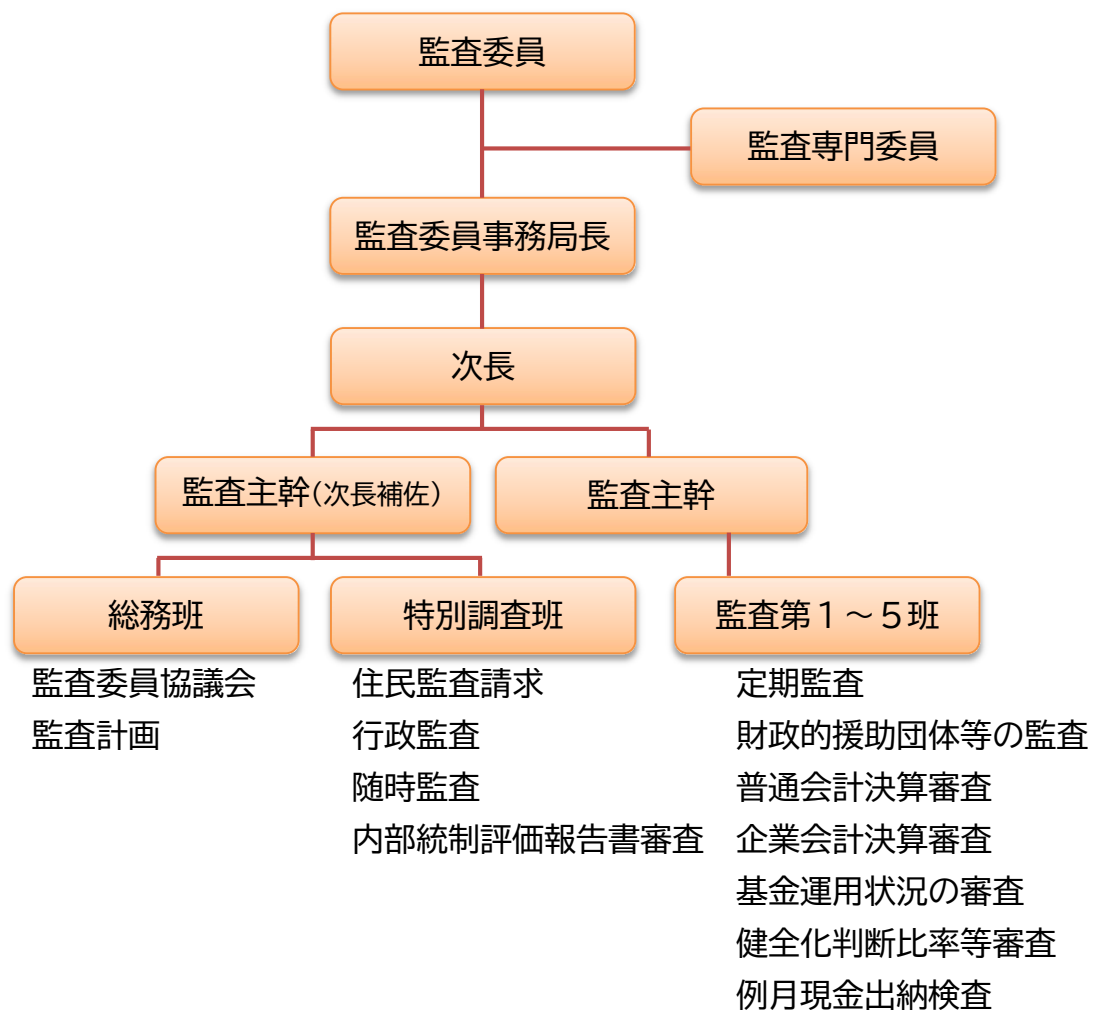 監査委員
監査専門委員
監査委員事務局長
次長
監査主幹(次長補佐)
監査主幹
総務班
監査委員協議会
監査計画
特別調査班
住民監査請求
行政監査
随時監査
内部統制評価報告書審査
監査第1~5班
定期監査
財政的援助団体等の監査
普通会計決算審査
企業会計決算審査
基金運用状況の審査
健全化判断比率等審査
例月現金出納検査